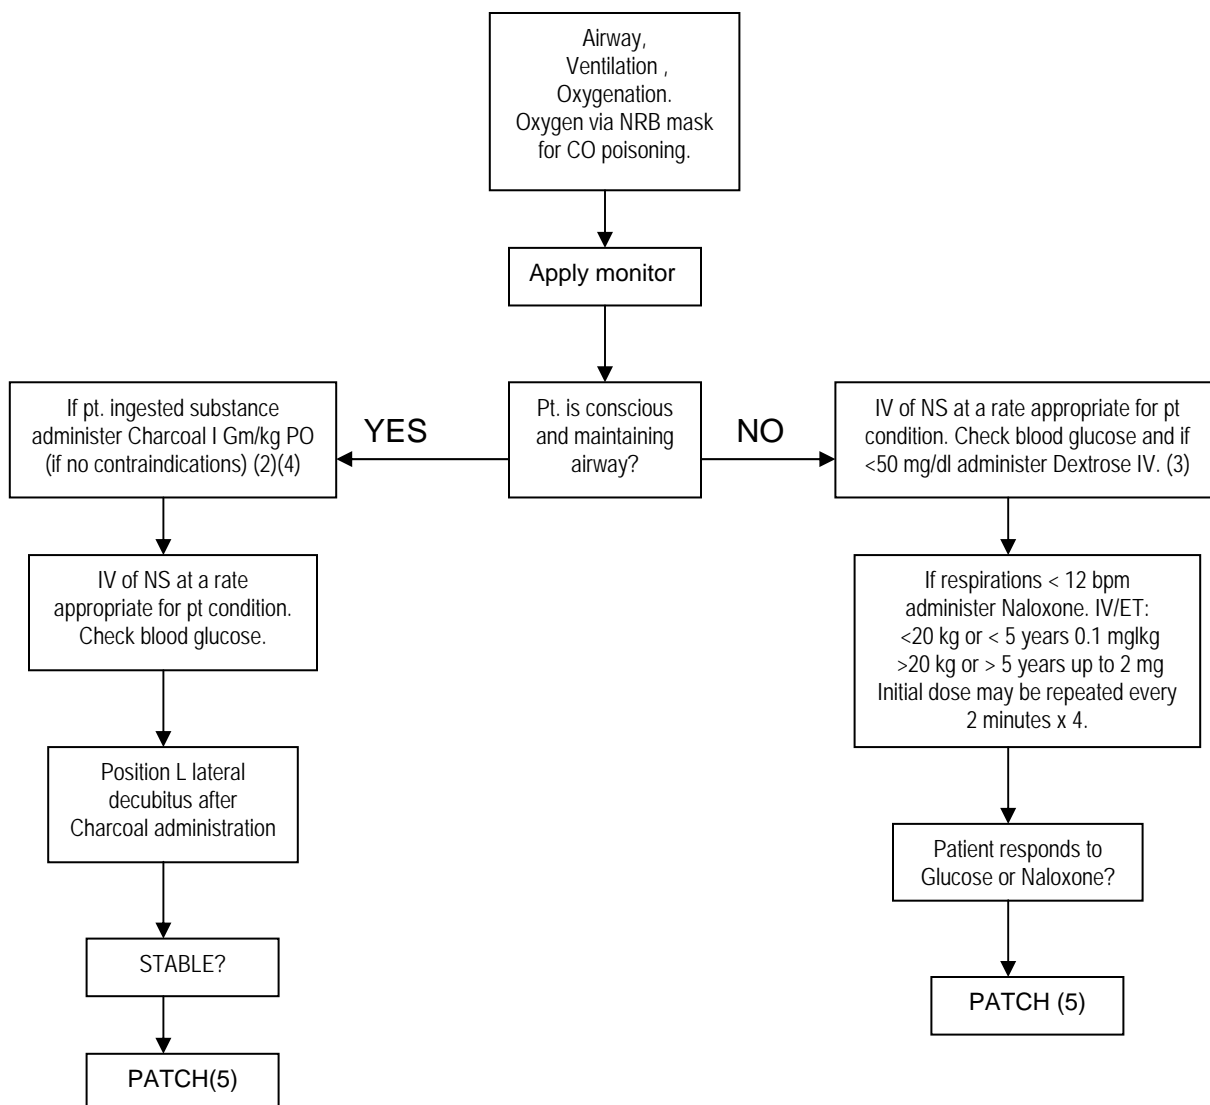 Airway,
Ventilation ,
Oxygenation.
Oxygen via NRB mask
for CO poisoning.
Apply monitor
Pt. is conscious
and maintaining
airway?
YES
If pt. ingested substance
administer Charcoal I Gm/kg PO
(if no contraindications) (2)(4)
IV of NS at a rate
appropriate for pt condition.
Check blood glucose.
Position L lateral
decubitus after
Charcoal administration
STABLE?
PATCH(5)
NO
IV of NS at a rate appropriate for pt
condition. Check blood glucose and if
<50 mg/dl administer Dextrose IV. (3)
If respirations < 12 bpm
administer Naloxone. IV/ET:
<20 kg or < 5 years 0.1 mglkg
>20 kg or > 5 years up to 2 mg
Initial dose may be repeated every
2 minutes x 4.
Patient responds to
Glucose or Naloxone?
PATCH (5)